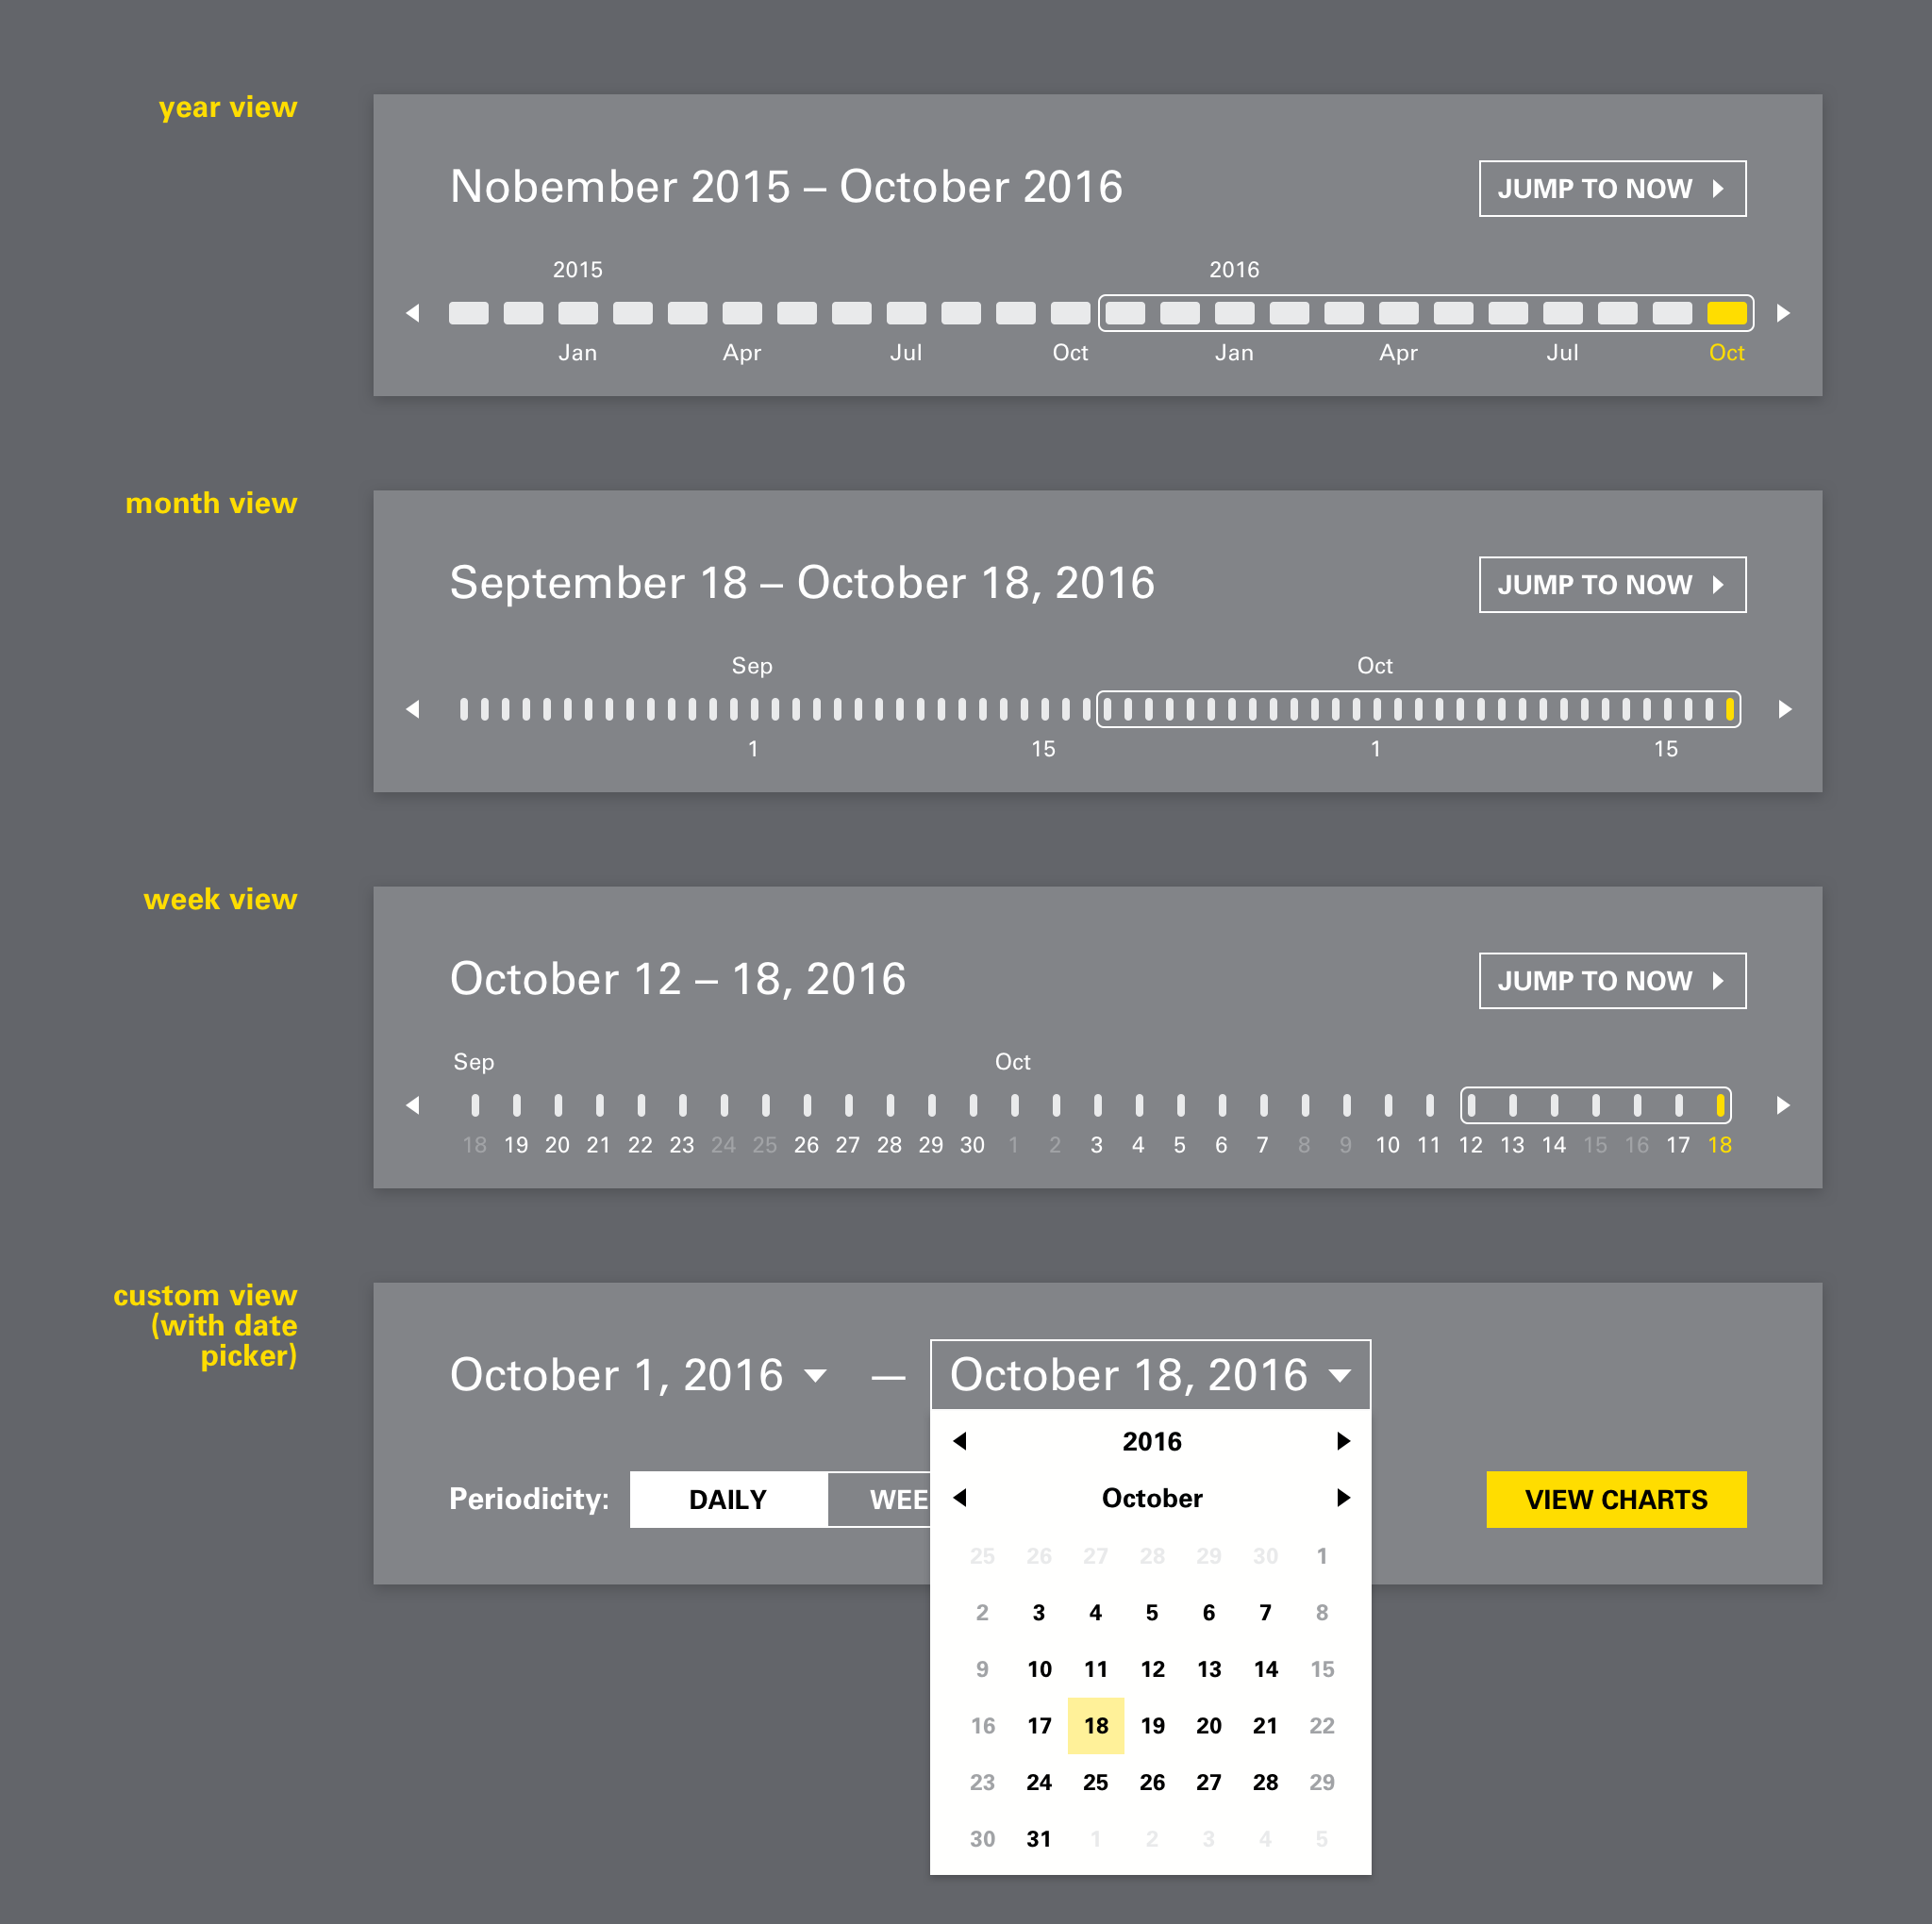 year view
Nobember 2015 – October 2016
JUMP TO NOW
2015 2016
Jan Apr Jul Oct Jan Apr Jul Oct
month view
September 18 – October 18, 2016
JUMP TO NOW
Sep Oct
1 15 1 15
week view
October 12 – 18, 2016
JUMP TO NOW
Sep Oct
18 19 20 21 22 23 24 25 26 27 28 29 30 1 2 3 4 5 6 7 8 9 10 11 12 13 14 15 16 17 18
custom view
(with date
picker)
October 1, 2016 — October 18, 2016
2016
Periodicity: DAILY WEE October VIEW CHARTS
25 26 27 28 29 30 1
2 3 4 5 6 7 8
9 10 11 12 13 14 15
16 17 18 19 20 21 22
23 24 25 26 27 28 29
30 31 1 2 3 4 5